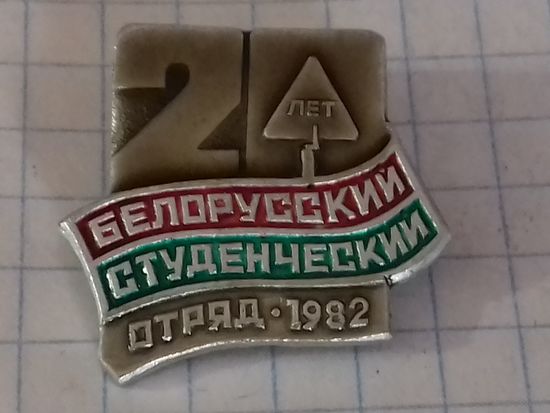 20
ЛЕТ
БЕЛОРУССКИЙ
СТУДЕНЧЕСКИЙ
ОТРЯД · 1982